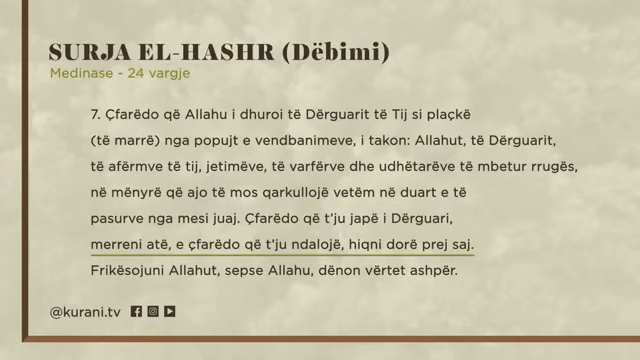 SURJA EL-HASHR (Dëbimi)
Medinase - 24 vargje
7. Çfarëdo që Allahu i dhuroi të Dërguarit të Tij si plaçkë
(të marrë) nga popujt e vendbanimeve, i takon: Allahut, të Dërguarit,
të afërmve të tij, jetimëve, të varfërve dhe udhëtarëve të mbetur rrugës,
në mënyrë që ajo të mos qarkullojë vetëm në duart e të
pasurve nga mesi juaj. Çfarëdo që t'ju japë i Dërguari,
merreni atë, e çfarëdo që t'ju ndalojë, hiqni dorë prej saj.
Frikësojuni Allahut, sepse Allahu, dënon vërtet ashpër.
@kurani.tv